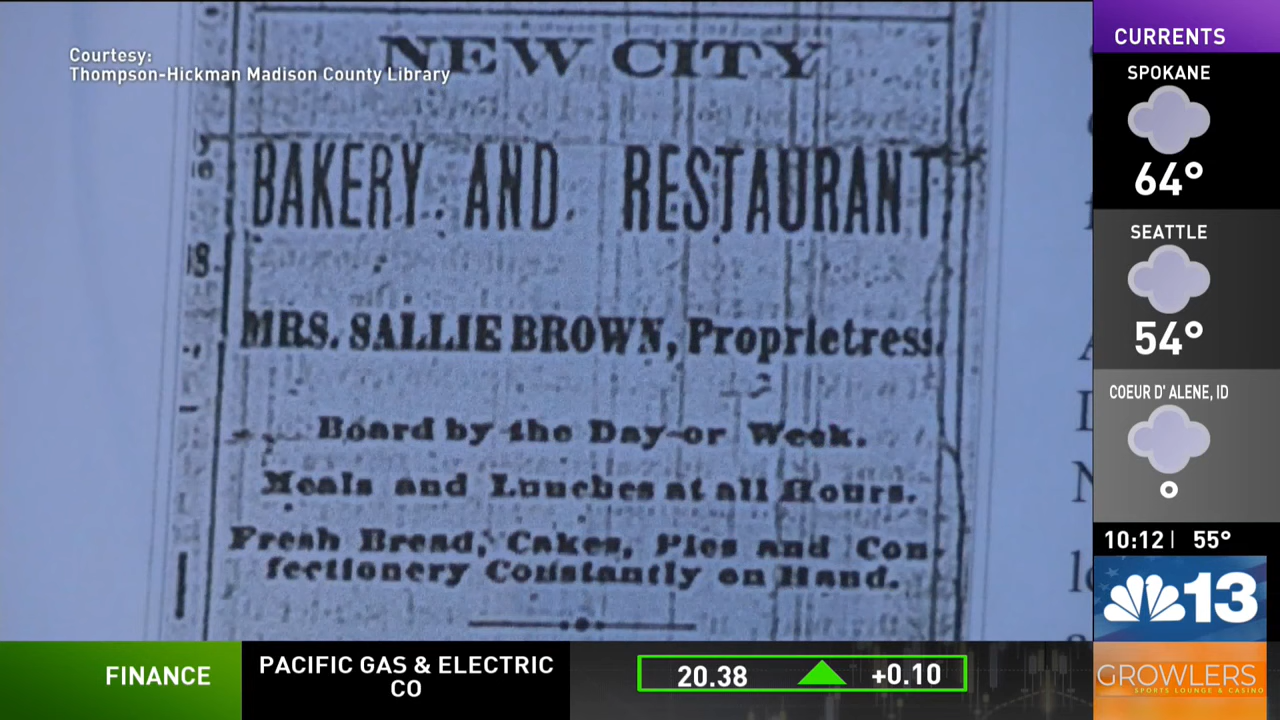 Courtesy:
Thompson-Hickman Madison County Library
NEW CITY
BAKERY AND RESTAURANT
18.
MRS. SALLIE BROWN, Proprietress.
Board by the Day or Week.
Meals and Lunches at all Hours.
Fresh Bread, Cakes, Pies and Con-
fectionery Constantly on Hand.
CURRENTS
SPOKANE
64°
SEATTLE
54°
COEUR D' ALENE, ID
°
10:12 | 55°
13
GROWLERS
SPORTS LOUNGE & CASINO
FINANCE
PACIFIC GAS & ELECTRIC
CO
20.38
+0.10